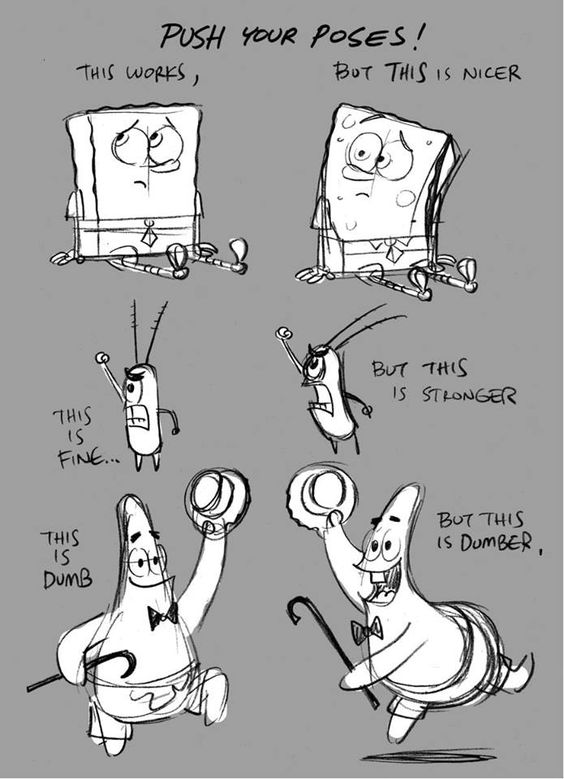 PUSH YOUR POSES!
THIS WORKS,
BUT THIS IS NICER
THIS
IS
FINE...
BUT THIS
IS STRONGER
THIS
IS
DUMB
BUT THIS
IS DUMBER,